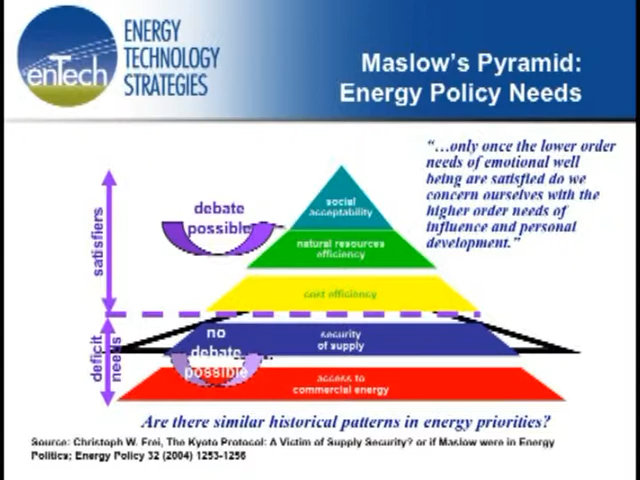 enTech
ENERGY
TECHNOLOGY
STRATEGIES
Maslow's Pyramid:
Energy Policy Needs
"…only once the lower order
needs of emotional well
being are satisfied do we
concern ourselves with the
higher order needs of
influence and personal
development."
satisfiers
debate
possible
social
acceptability
natural resources
efficiency
cost efficiency
deficit
needs
no
debate
possible
security
of supply
access to
commercial energy
Are there similar historical patterns in energy priorities?
Source: Christoph W. Frei, The Kyoto Protocol: A Victim of Supply Security? or if Maslow were in Energy
Politics; Energy Policy 32 (2004) 1253-1256